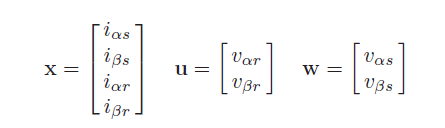 x = [i_{αs} i_{βs} i_{αr} i_{βr}] u = [v_{αr} v_{βr}] w = [v_{αs} v_{βs}]